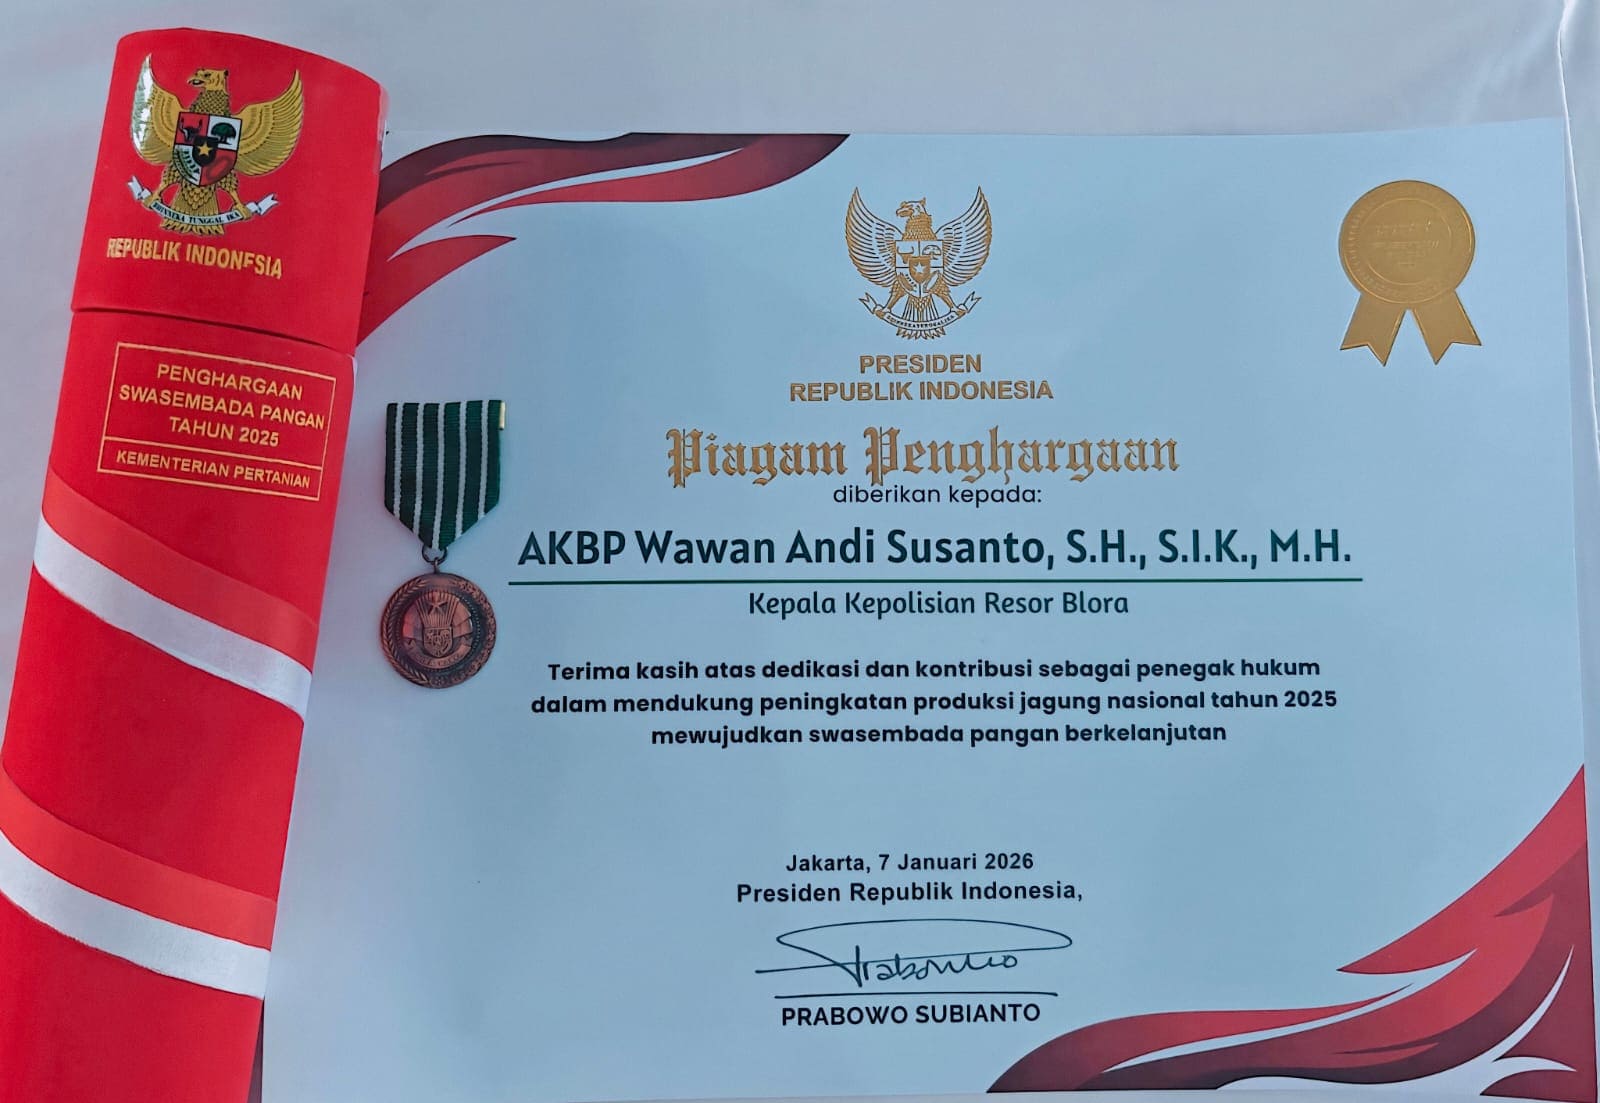 BHINNEKA TUNGGAL IKA
REPUBLIK INDONESIA
PENGHARGAAN
SWASEMBADA PANGAN
TAHUN 2025
KEMENTERIAN PERTANIAN
PRESIDEN
REPUBLIK INDONESIA
Piagam Penghargaan
diberikan kepada:
AKBP Wawan Andi Susanto, S.H., S.I.K., M.H.
Kepala Kepolisian Resor Blora
Terima kasih atas dedikasi dan kontribusi sebagai penegak hukum
dalam mendukung peningkatan produksi jagung nasional tahun 2025
mewujudkan swasembada pangan berkelanjutan
Jakarta, 7 Januari 2026
Presiden Republik Indonesia,
Prabowo
PRABOWO SUBIANTO